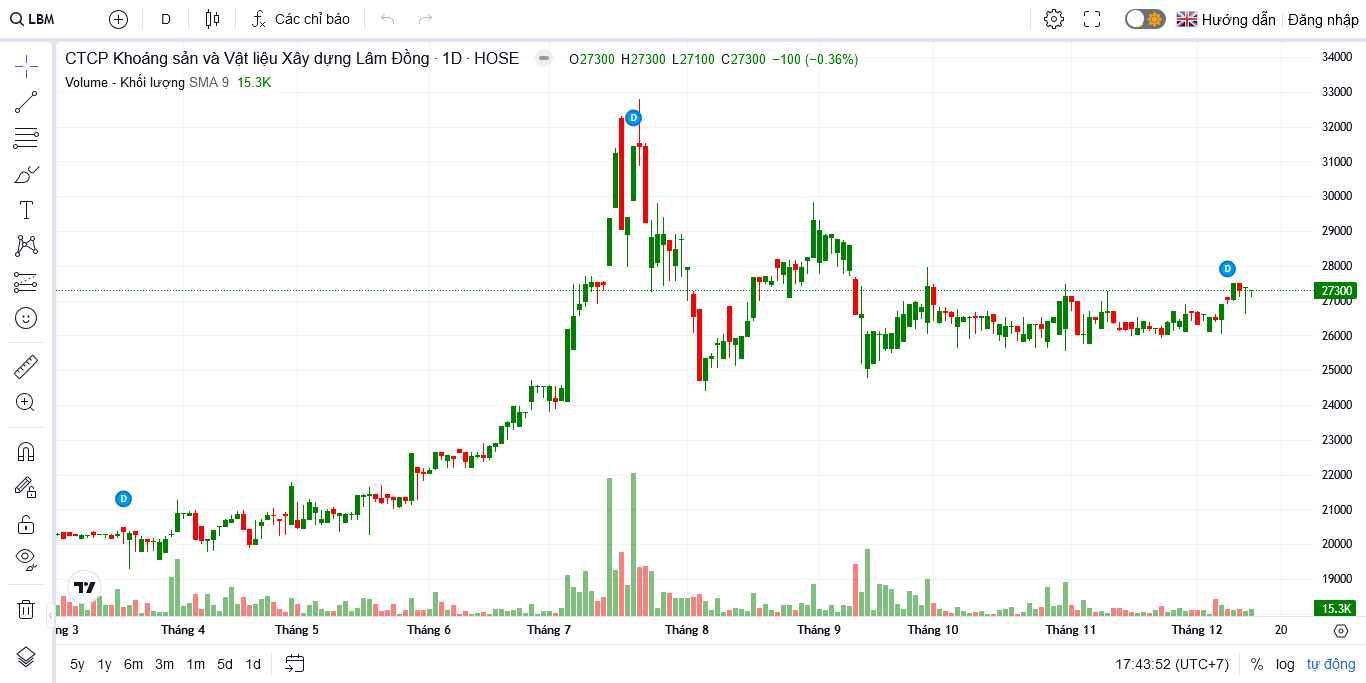 LBM D Các chỉ báo Hướng dẫn Đăng nhập
CTCP Khoáng sản và Vật liệu Xây dựng Lâm Đồng · 1D · HOSE O27300 H27300 L27100 C27300 −100 (−0.36%)
Volume - Khối lượng SMA 9 15.3K
34000
33000
D
32000
31000
30000
29000
D
28000
27300
27000
26000
25000
24000
23000
22000
D
21000
20000
19000
15.3K
ng 3 Tháng 4 Tháng 5 Tháng 6 Tháng 7 Tháng 8 Tháng 9 Tháng 10 Tháng 11 Tháng 12 20
5y 1y 6m 3m 1m 5d 1d 17:43:52 (UTC+7) % log tự động